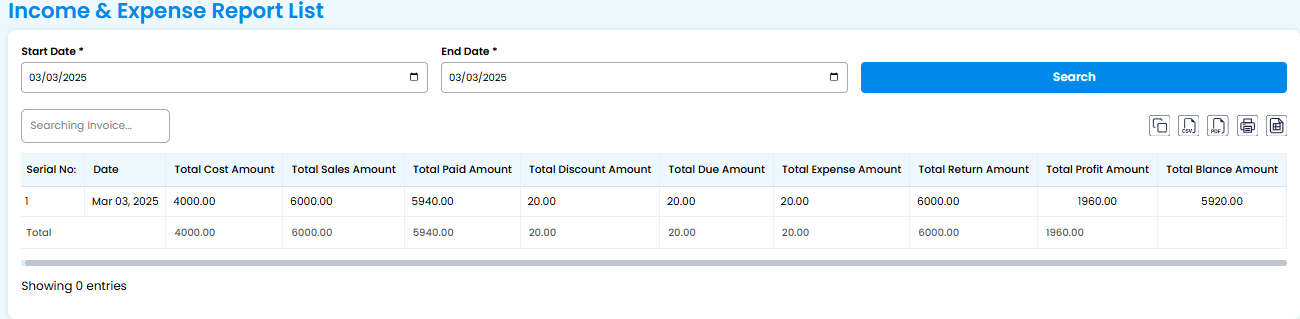 Income & Expense Report List
Start Date * End Date *
03/03/2025 03/03/2025 Search
Searching Invoice...
CSV PDF
Serial No: Date Total Cost Amount Total Sales Amount Total Paid Amount Total Discount Amount Total Due Amount Total Expense Amount Total Return Amount Total Profit Amount Total Blance Amount
1 Mar 03, 2025 4000.00 6000.00 5940.00 20.00 20.00 20.00 6000.00 1960.00 5920.00
Total 4000.00 6000.00 5940.00 20.00 20.00 20.00 6000.00 1960.00
Showing 0 entries